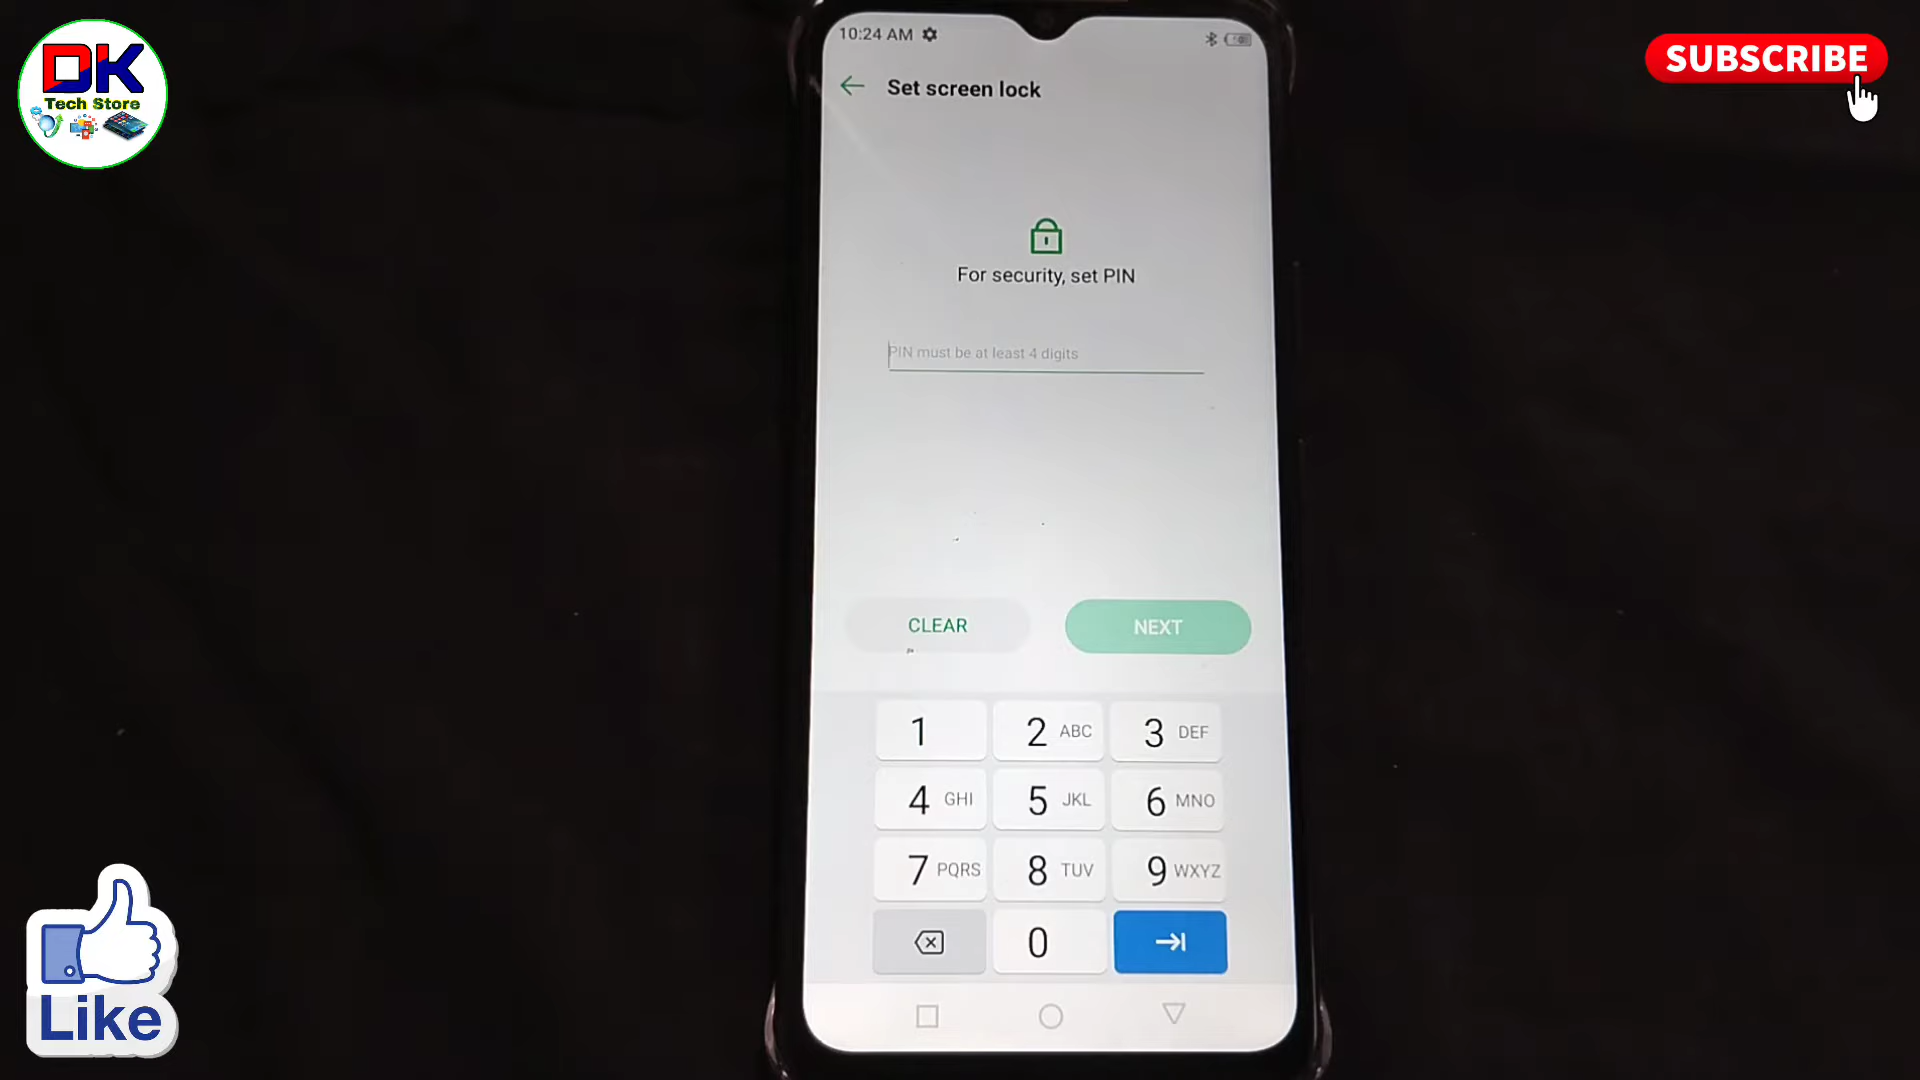 DK
Tech Store
SUBSCRIBE
10:24 AM
Set screen lock
For security, set PIN
PIN must be at least 4 digits
CLEAR
NEXT
1
2 ABC
3 DEF
4 GHI
5 JKL
6 MNO
7 PQRS
8 TUV
9 WXYZ
0
Like